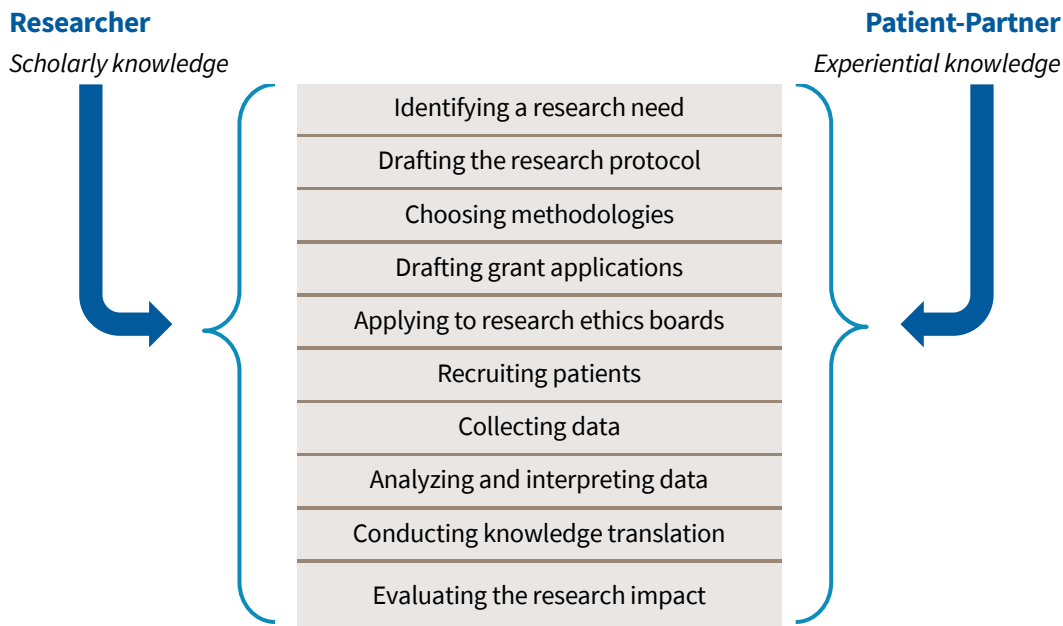 Researcher
Scholarly knowledge
Patient-Partner
Experiential knowledge
Identifying a research need
Drafting the research protocol
Choosing methodologies
Drafting grant applications
Applying to research ethics boards
Recruiting patients
Collecting data
Analyzing and interpreting data
Conducting knowledge translation
Evaluating the research impact